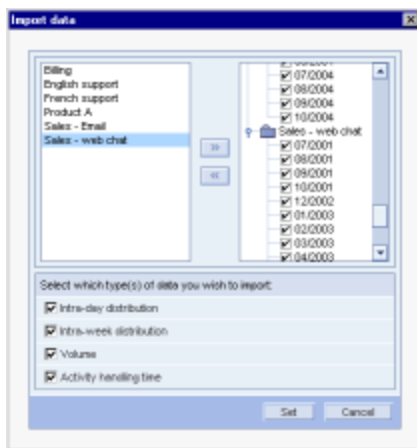 Import data
Billing
English support
French support
Product A
Sales - Email
Sales - web chat
>>
<<
07/2004
08/2004
09/2004
10/2004
Sales - web chat
07/2001
08/2001
09/2001
10/2001
12/2002
01/2003
02/2003
03/2003
04/2003
Select which type(s) of data you wish to import:
Intra-day distribution
Intra-week distribution
Volume
Activity handling time
Set
Cancel